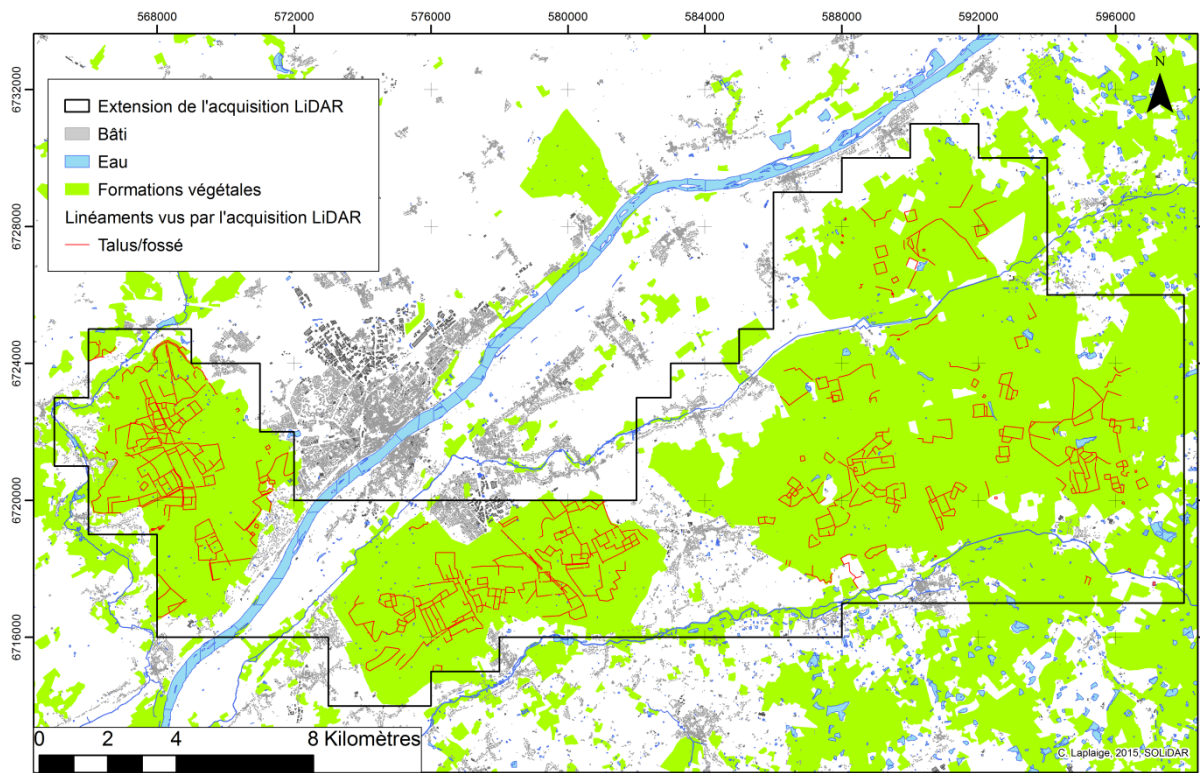 568000 572000 576000 580000 584000 588000 592000 596000
6732000
6728000
6724000
6720000
6716000
N
Extension de l'acquisition LiDAR
Bâti
Eau
Formations végétales
Linéaments vus par l'acquisition LiDAR
Talus/fossé
0 2 4 8 Kilomètres
C. Laplaige, 2015, SOLiDAR